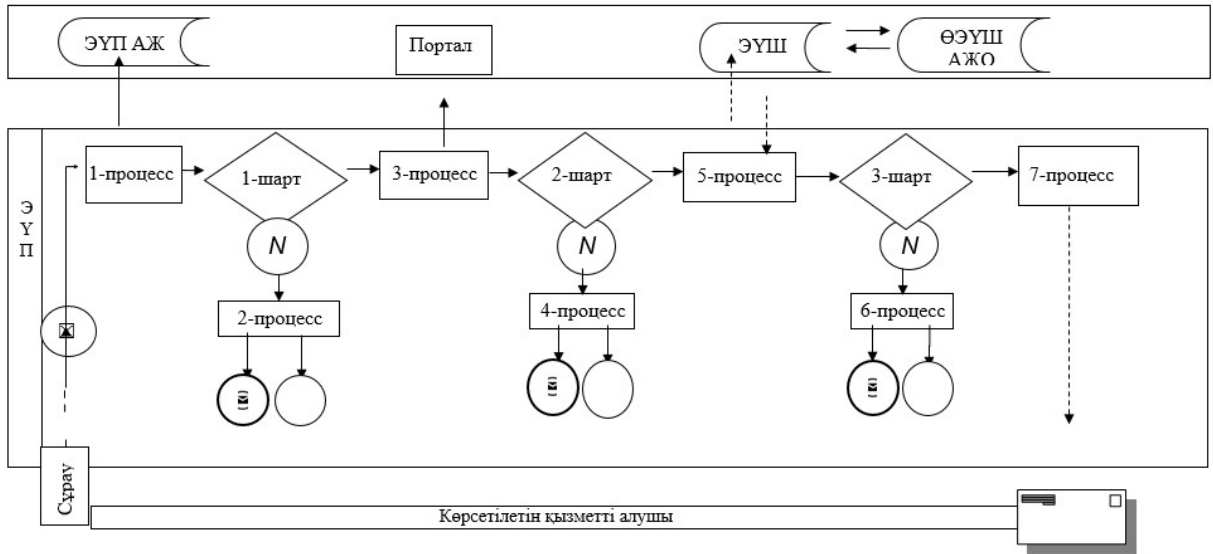 ЭҮП АЖ
Портал
ЭҮШ
ӨЭҮШ
АЖО
Э
Ү
П
1-процесс
1-шарт
3-процесс
2-шарт
5-процесс
3-шарт
7-процесс
N
N
N
2-процесс
4-процесс
6-процесс
Сұрау
Көрсетілетін қызметті алушы